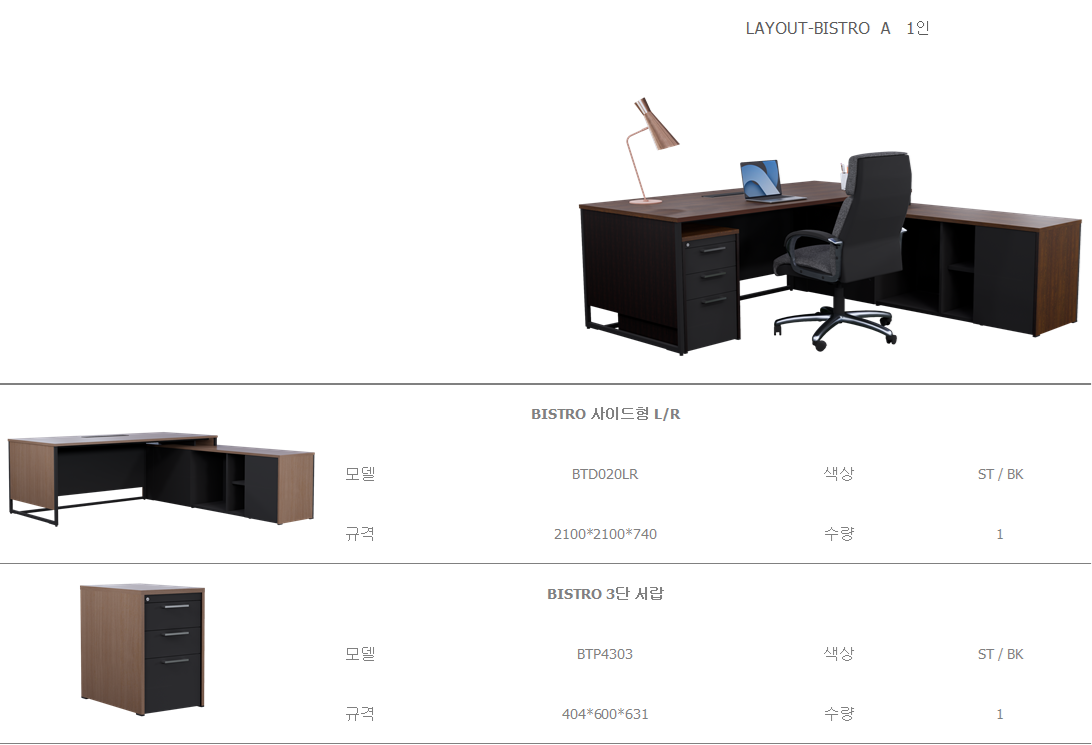 LAYOUT-BISTRO A 1인
BISTRO 사이드형 L/R
모델 BTD020LR 색상 ST / BK
규격 2100*2100*740 수량 1
BISTRO 3단 서랍
모델 BTP4303 색상 ST / BK
규격 404*600*631 수량 1